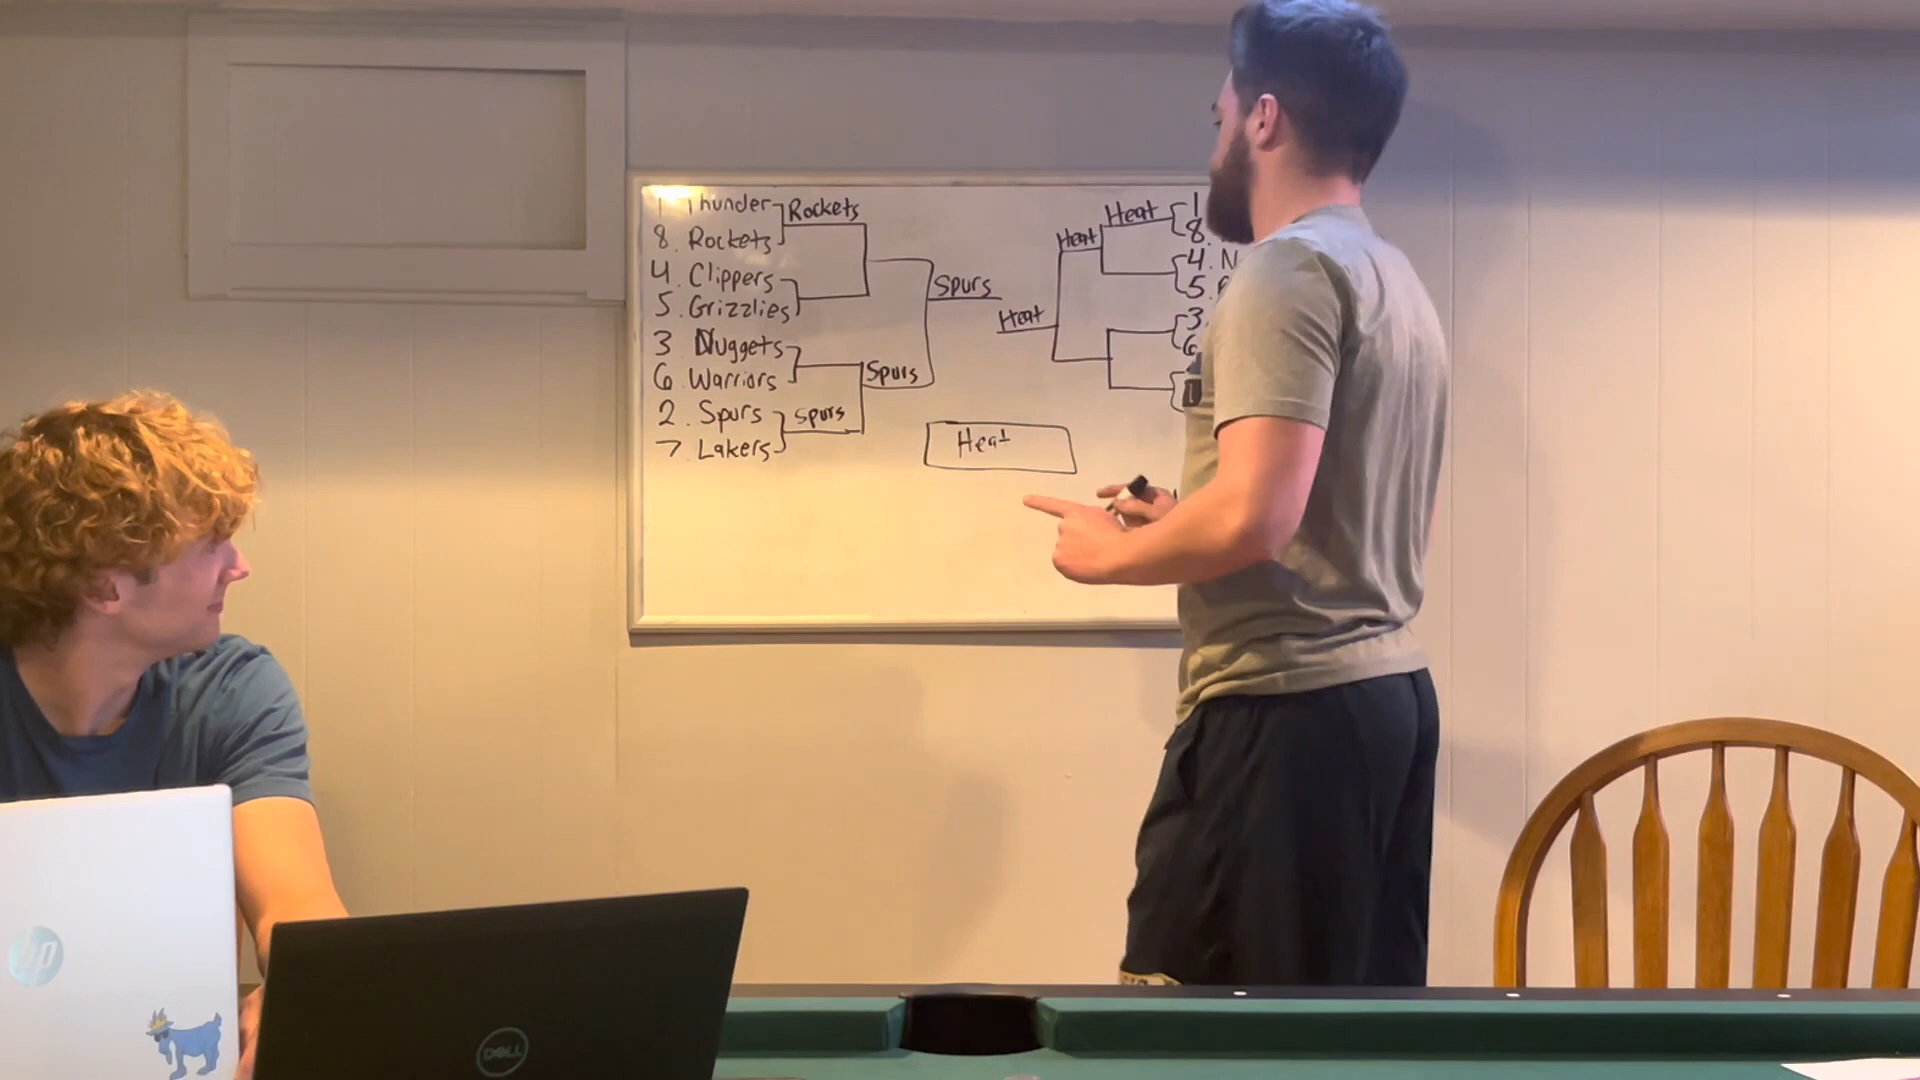 1 Thunder Rockets
8. Rockets
4 Clippers
5. Grizzlies
3 Nuggets
6. Warriors
2. Spurs Spurs
7 Lakers
Spurs
Spurs
Heat
Heat
Heat
1
8.
4. N
5.
3.
6
Heat
hp
DELL